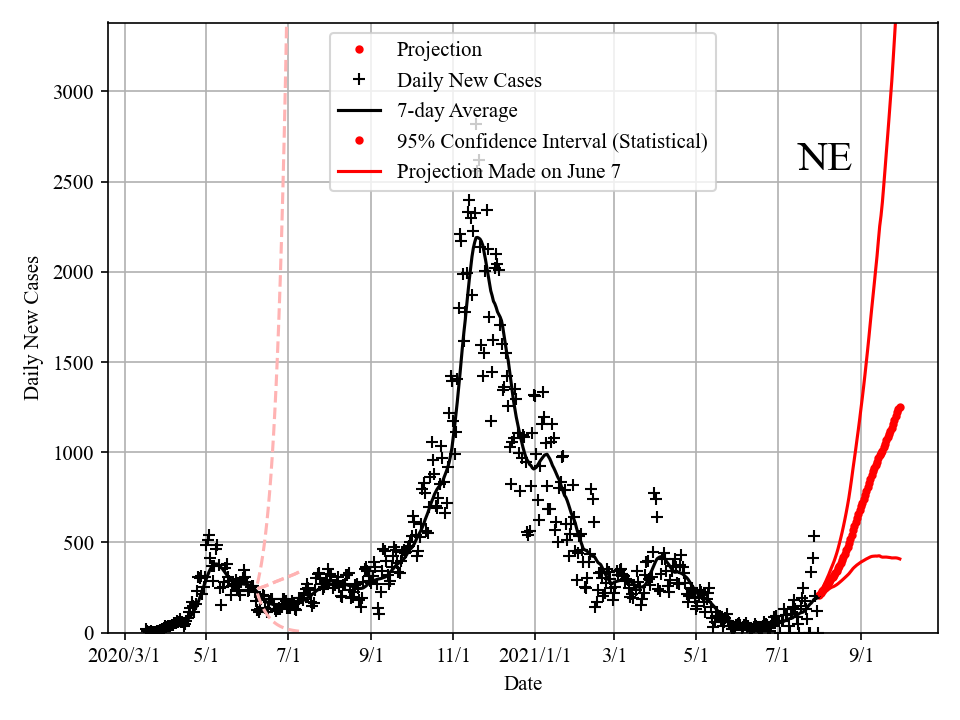 Projection
Daily New Cases
7-day Average
95% Confidence Interval (Statistical)
Projection Made on June 7
NE
3000
2500
2000
1500
1000
500
0
Daily New Cases
2020/3/1 5/1 7/1 9/1 11/1 2021/1/1 3/1 5/1 7/1 9/1
Date